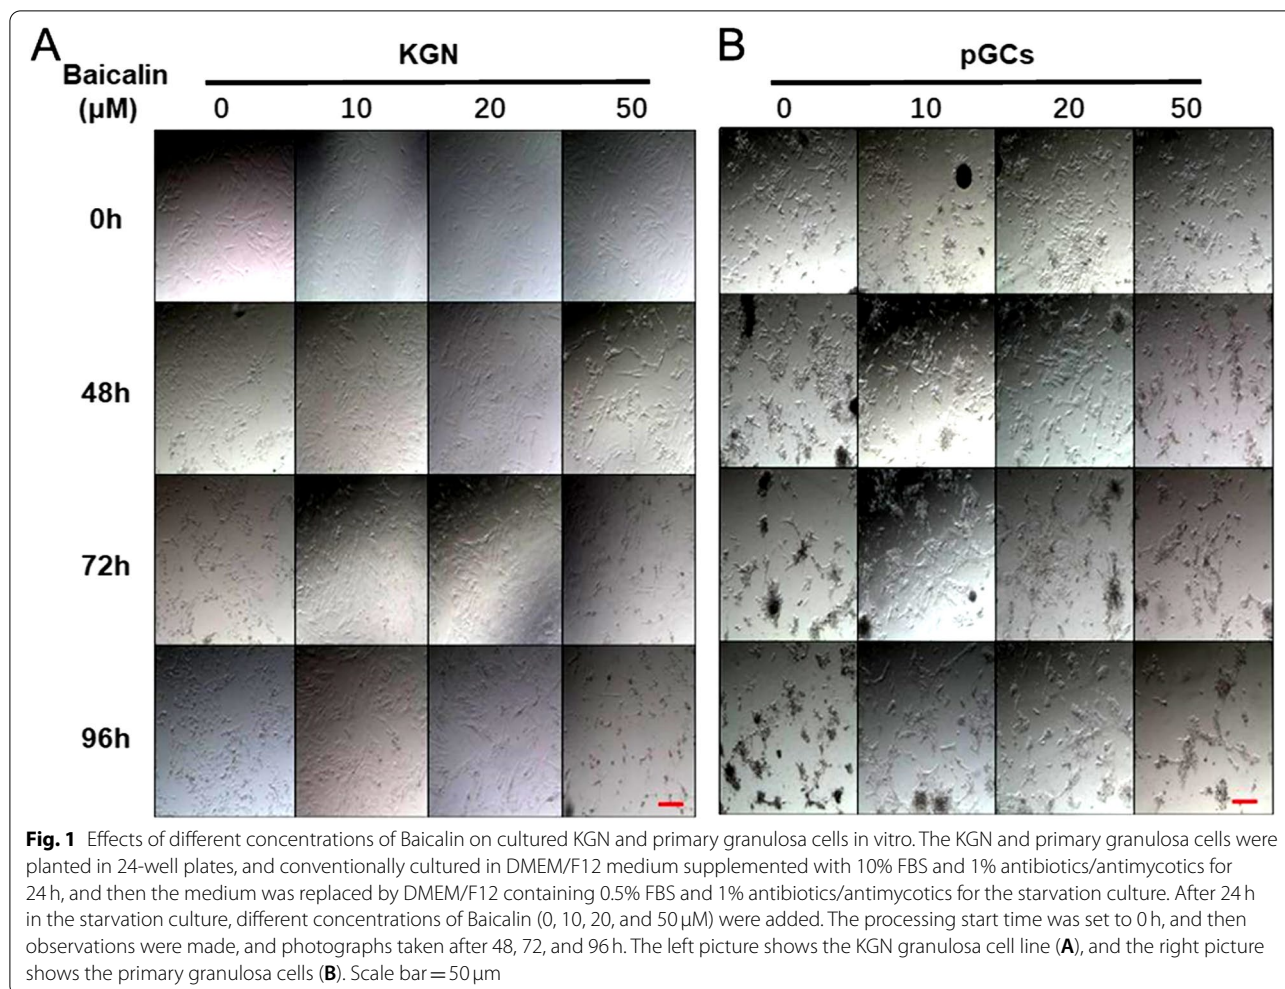 A
B
KGN
pGCs
Baicalin
(μM)
0 10 20 50
0 10 20 50
0h
48h
72h
96h
Fig. 1 Effects of different concentrations of Baicalin on cultured KGN and primary granulosa cells in vitro. The KGN and primary granulosa cells were
planted in 24-well plates, and conventionally cultured in DMEM/F12 medium supplemented with 10% FBS and 1% antibiotics/antimycotics for
24 h, and then the medium was replaced by DMEM/F12 containing 0.5% FBS and 1% antibiotics/antimycotics for the starvation culture. After 24 h
in the starvation culture, different concentrations of Baicalin (0, 10, 20, and 50 μM) were added. The processing start time was set to 0 h, and then
observations were made, and photographs taken after 48, 72, and 96 h. The left picture shows the KGN granulosa cell line (A), and the right picture
shows the primary granulosa cells (B). Scale bar = 50 μm